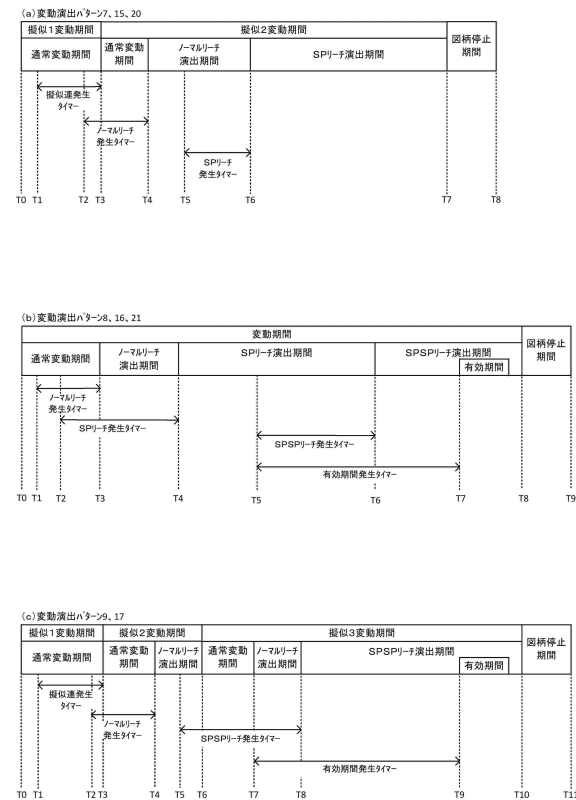 (a)変動演出パターン7、15、20
擬似1変動期間
擬似2変動期間
図柄停止
期間
通常変動期間
通常変動
期間
ノーマルリーチ
演出期間
SPリーチ演出期間
擬似連発生
タイマー
ノーマルリーチ
発生タイマー
SPリーチ
発生タイマー
T0 T1 T2 T3 T4 T5 T6 T7 T8
(b)変動演出パターン8、16、21
変動期間
図柄停止
期間
通常変動期間
ノーマルリーチ
演出期間
SPリーチ演出期間
SPSPリーチ演出期間
有効期間
ノーマルリーチ
発生タイマー
SPリーチ発生タイマー
SPSPリーチ発生タイマー
有効期間発生タイマー
T0 T1 T2 T3 T4 T5 T6 T7 T8 T9
(c)変動演出パターン9、17
擬似1変動期間
擬似2変動期間
擬似3変動期間
図柄停止
期間
通常変動期間
通常変動
期間
ノーマルリーチ
演出期間
通常変動
期間
ノーマルリーチ
演出期間
SPSPリーチ演出期間
有効期間
擬似連発生
タイマー
ノーマルリーチ
発生タイマー
SPSPリーチ発生タイマー
有効期間発生タイマー
T0 T1 T2 T3 T4 T5 T6 T7 T8 T9 T10 T11